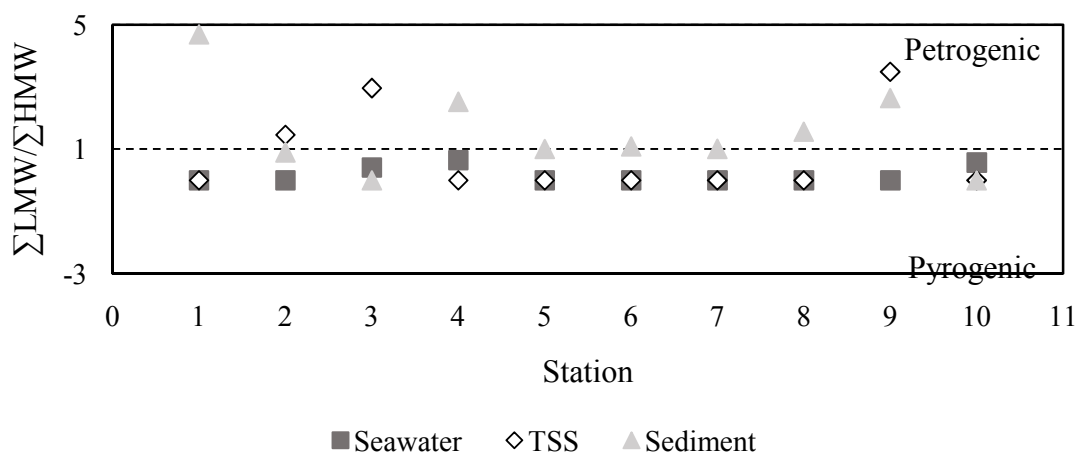 5
Petrogenic
∑LMW/∑HMW
1
-3
Pyrogenic
0 1 2 3 4 5 6 7 8 9 10 11
Station
Seawater TSS Sediment